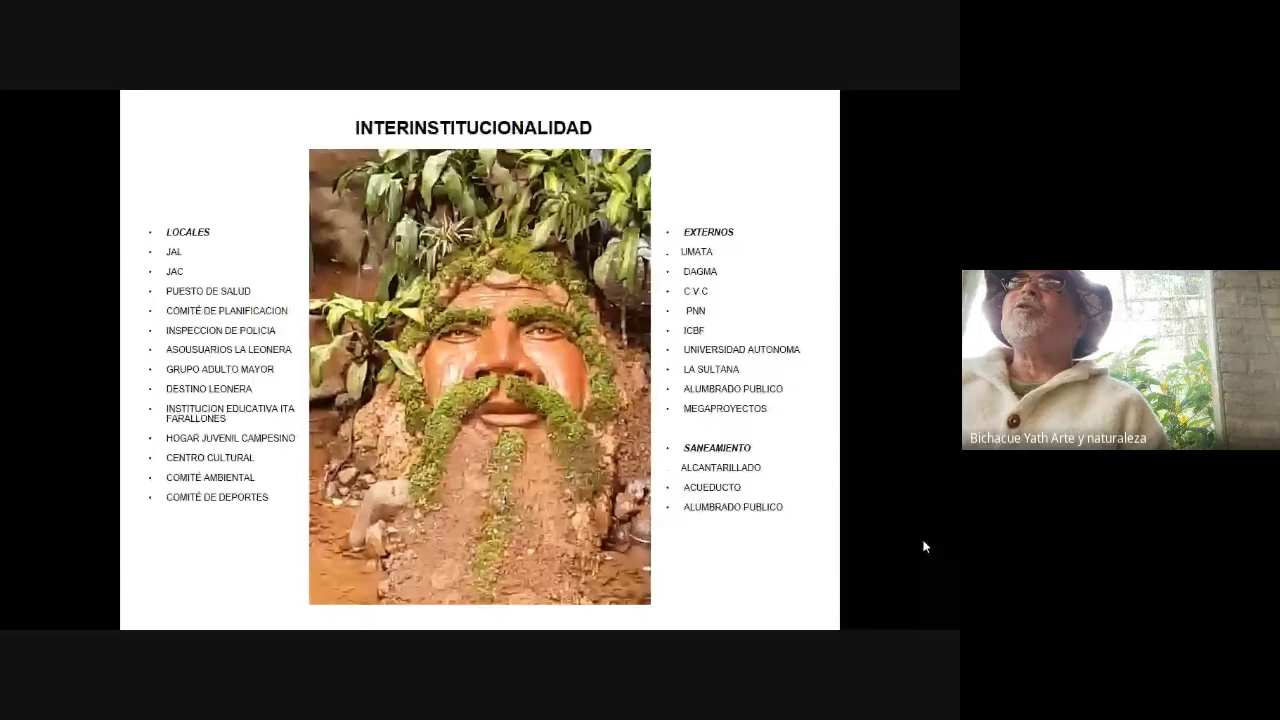 INTERINSTITUCIONALIDAD
LOCALES
JAL
JAC
PUESTO DE SALUD
COMITÉ DE PLANIFICACION
INSPECCION DE POLICIA
ASOUSUARIOS LA LEONERA
GRUPO ADULTO MAYOR
DESTINO LEONERA
INSTITUCION EDUCATIVA ITA
FARALLONES
HOGAR JUVENIL CAMPESINO
CENTRO CULTURAL
COMITÉ AMBIENTAL
COMITÉ DE DEPORTES
EXTERNOS
UMATA
DAGMA
C.V.C
PNN
ICBF
UNIVERSIDAD AUTONOMA
LA SULTANA
ALUMBRADO PUBLICO
MEGAPROYECTOS
SANEAMIENTO
ALCANTARILLADO
ACUEDUCTO
ALUMBRADO PUBLICO
Bichacue Yath Arte y naturaleza